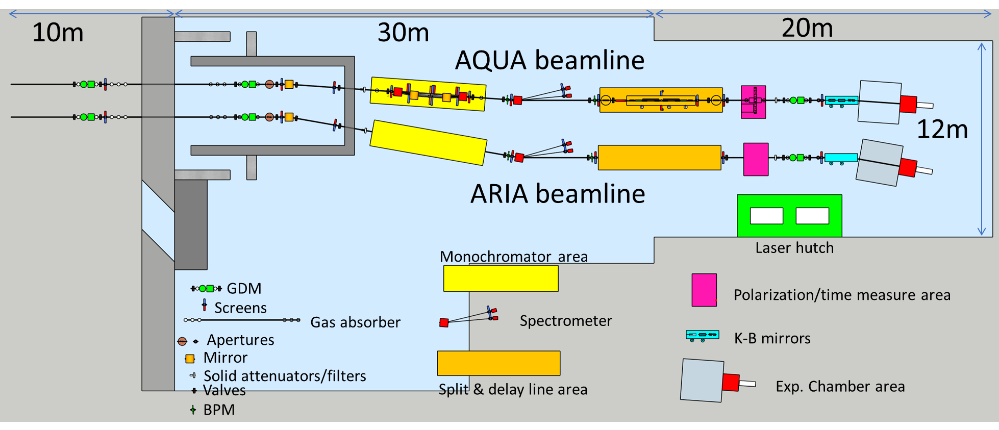 10m
30m
20m
AQUA beamline
12m
ARIA beamline
Laser hutch
Monochromator area
GDM
Screens
Gas absorber
Apertures
Mirror
Solid attenuators/filters
Valves
BPM
Spectrometer
Split & delay line area
Polarization/time measure area
K-B mirrors
Exp. Chamber area